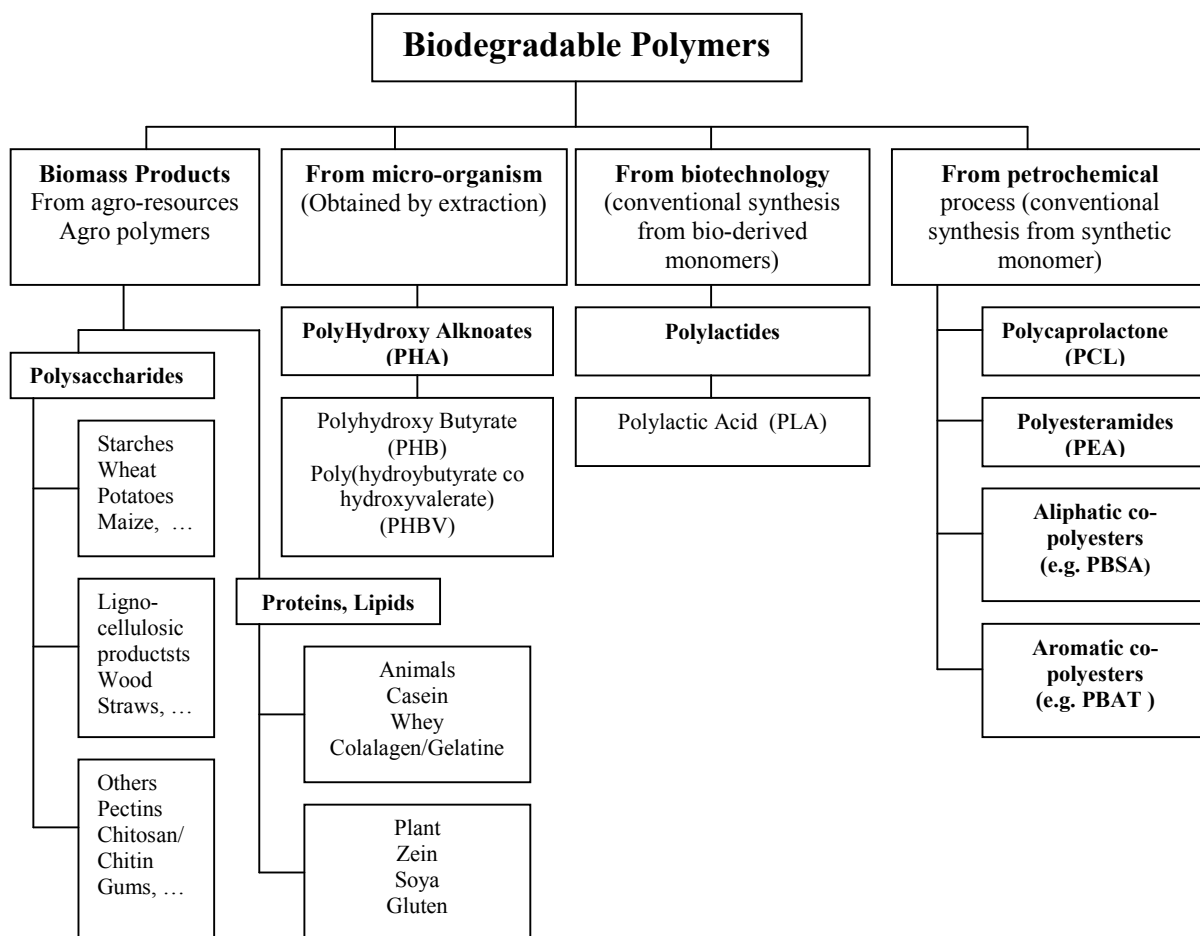 Biodegradable Polymers
Biomass Products
From agro-resources
Agro polymers
From micro-organism
(Obtained by extraction)
From biotechnology
(conventional synthesis
from bio-derived
monomers)
From petrochemical
process (conventional
synthesis from synthetic
monomer)
Polysaccharides
Starches
Wheat
Potatoes
Maize, …
Ligno-
cellulosic
productsts
Wood
Straws, …
Others
Pectins
Chitosan/
Chitin
Gums, …
Proteins, Lipids
Animals
Casein
Whey
Colalagen/Gelatine
Plant
Zein
Soya
Gluten
PolyHydroxy Alknoates
(PHA)
Polyhydroxy Butyrate
(PHB)
Poly(hydroybutyrate co
hydroxyvalerate)
(PHBV)
Polylactides
Polylactic Acid (PLA)
Polycaprolactone
(PCL)
Polyesteramides
(PEA)
Aliphatic co-
polyesters
(e.g. PBSA)
Aromatic co-
polyesters
(e.g. PBAT )